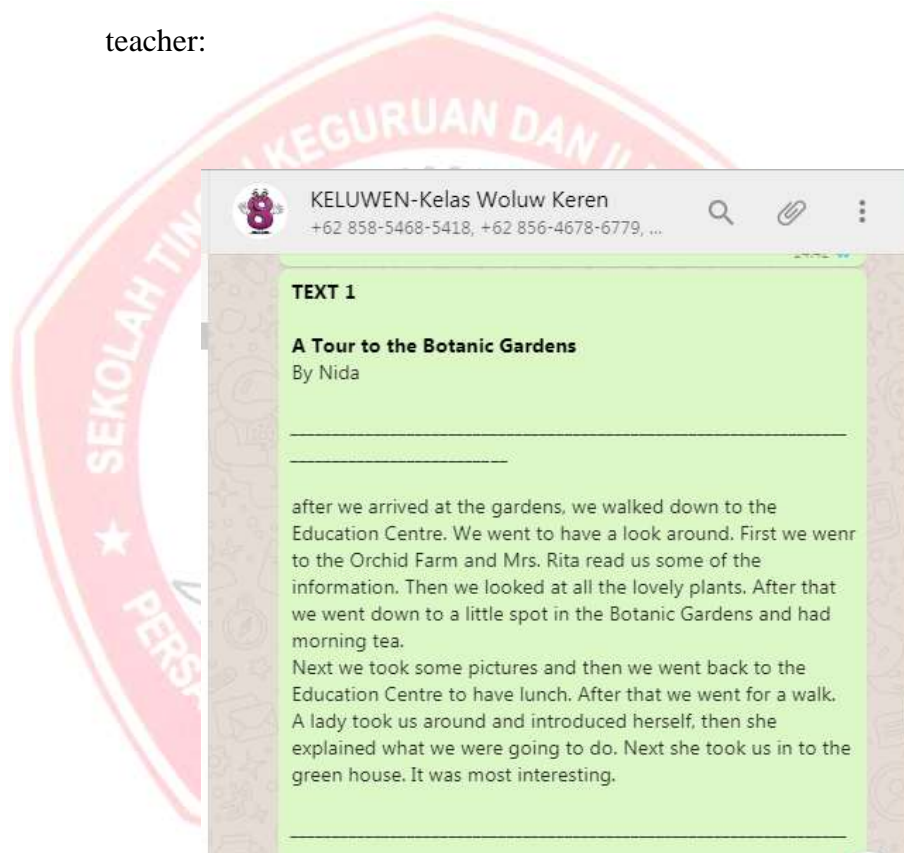 teacher:
SEKOLAH TING
KEGURUAN DAN
PERSA
KELUWEN-Kelas Woluw Keren
+62 858-5468-5418, +62 856-4678-6779, ...
TEXT 1
A Tour to the Botanic Gardens
By Nida
after we arrived at the gardens, we walked down to the
Education Centre. We went to have a look around. First we wenr
to the Orchid Farm and Mrs. Rita read us some of the
information. Then we looked at all the lovely plants. After that
we went down to a little spot in the Botanic Gardens and had
morning tea.
Next we took some pictures and then we went back to the
Education Centre to have lunch. After that we went for a walk.
A lady took us around and introduced herself, then she
explained what we were going to do. Next she took us in to the
green house. It was most interesting.